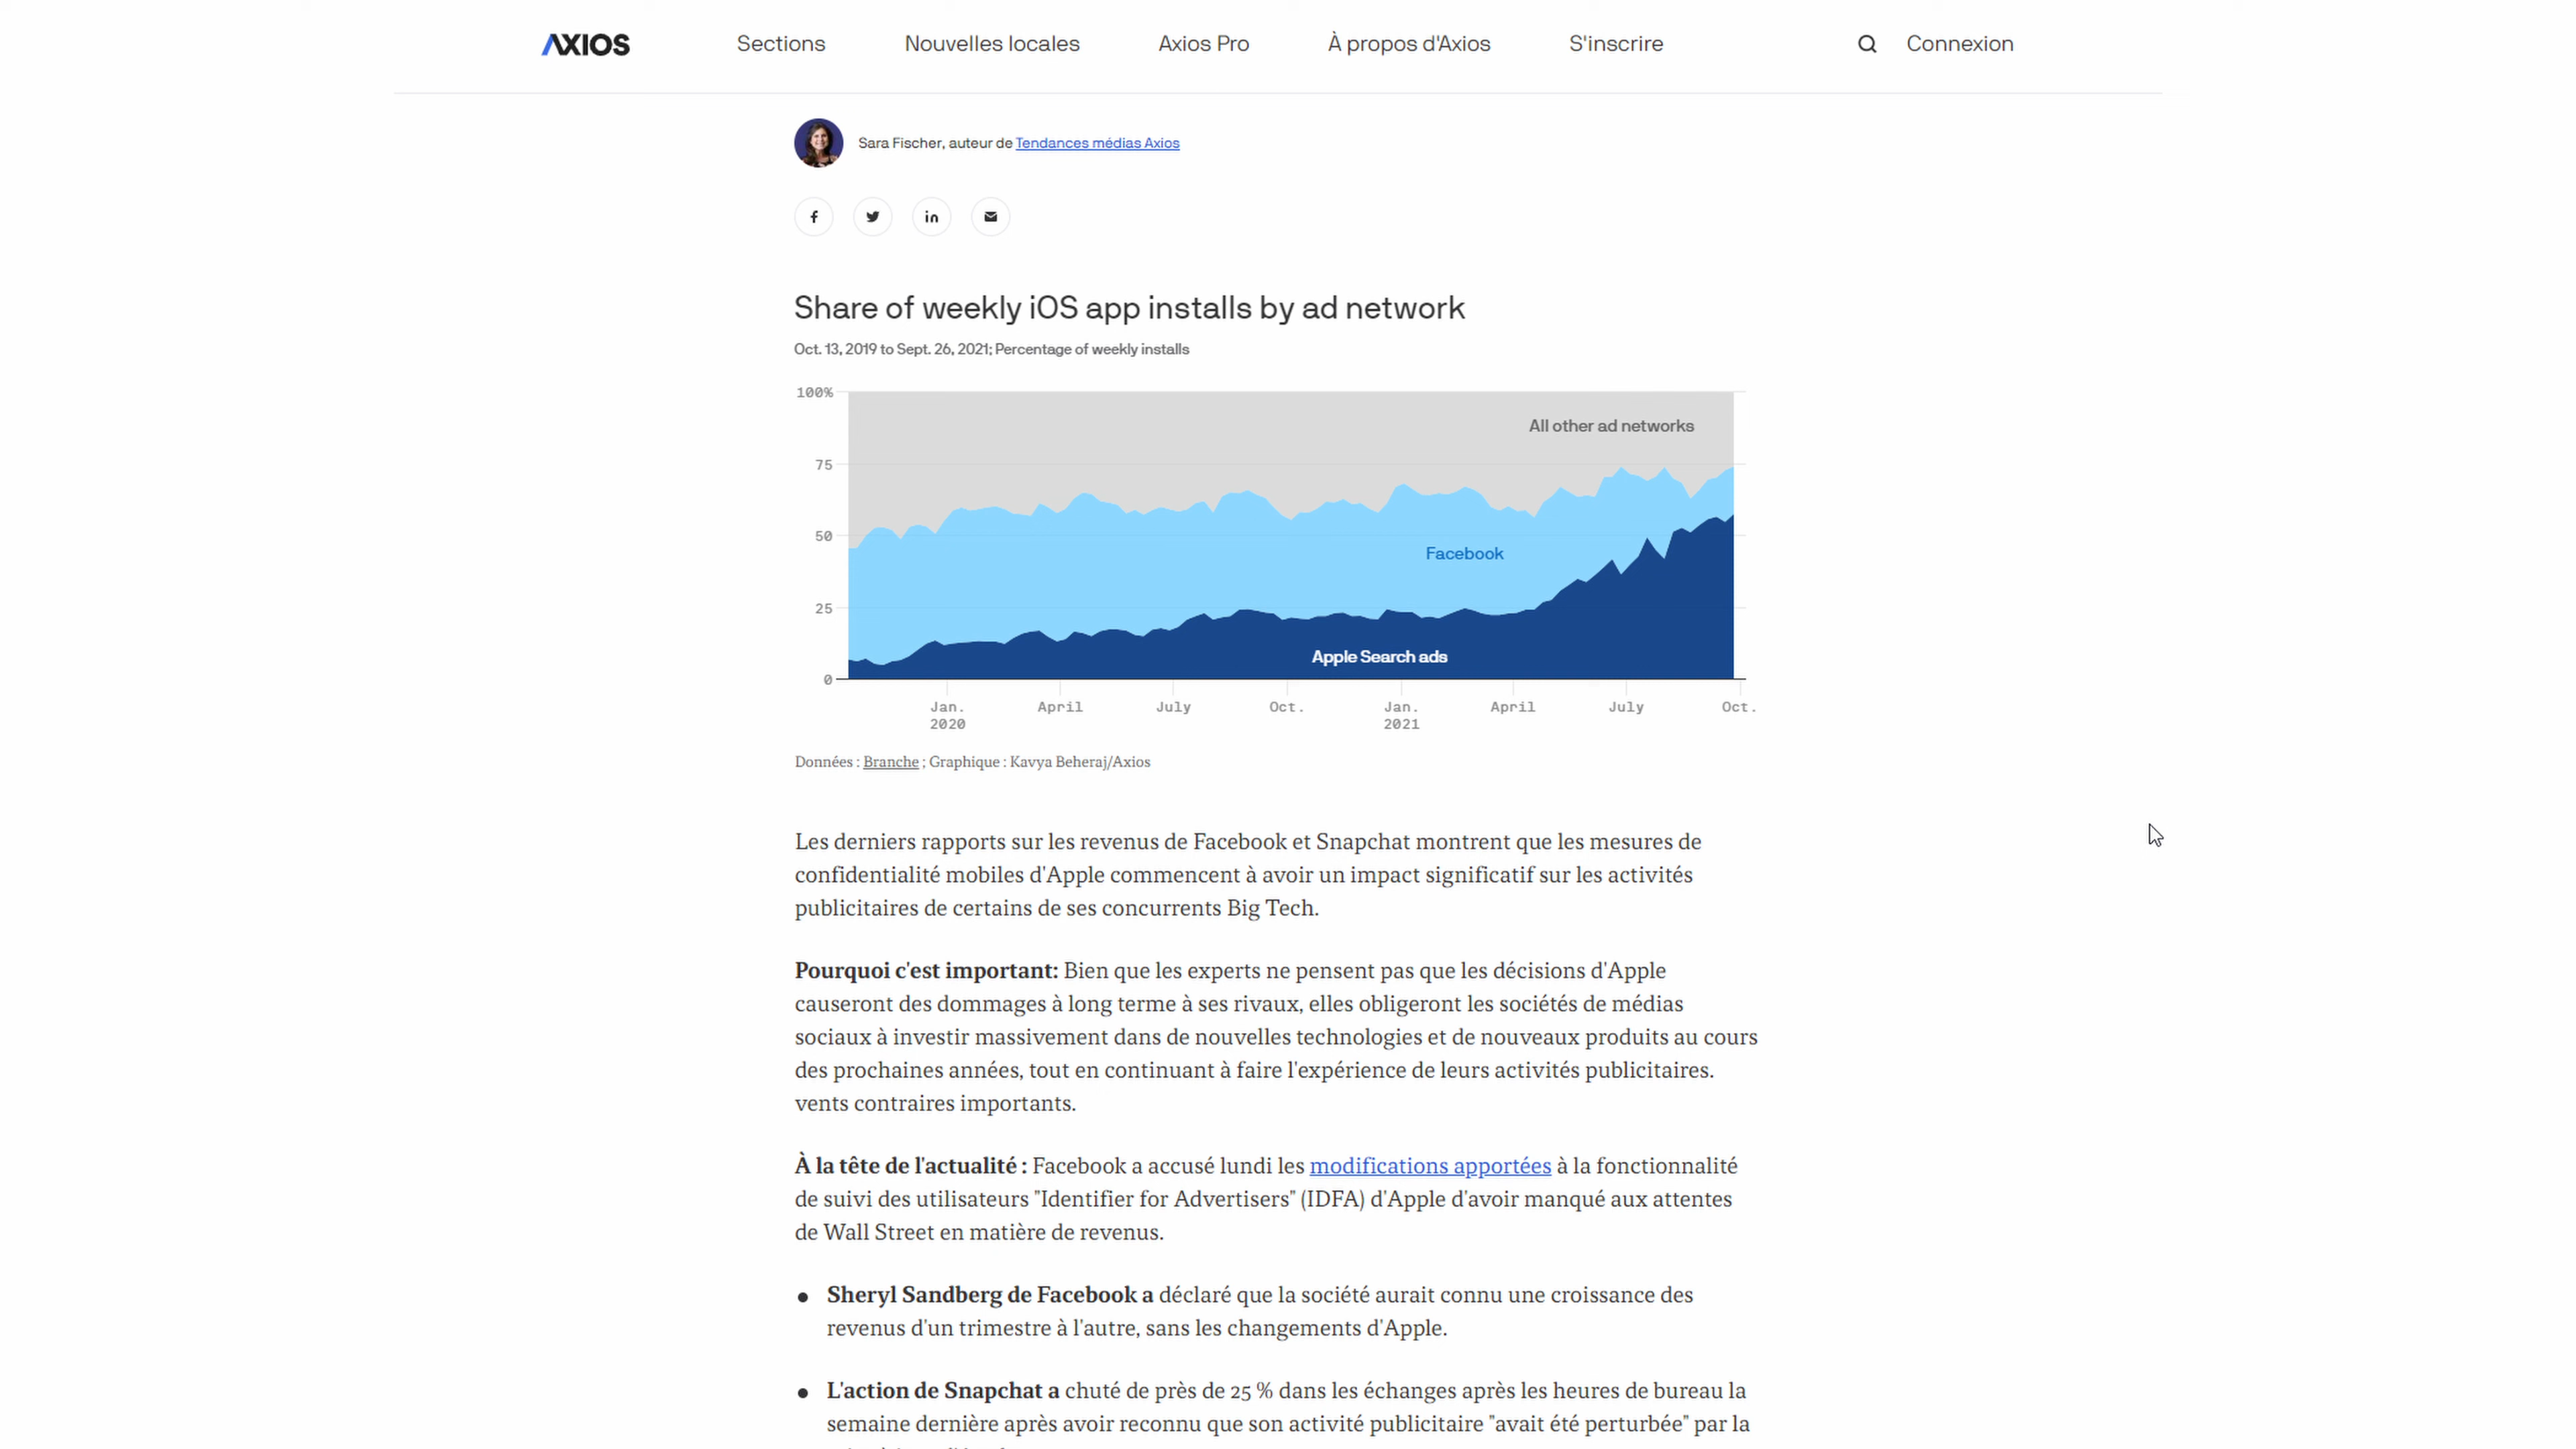 AXIOS
Sections
Nouvelles locales
Axios Pro
À propos d'Axios
S'inscrire
Connexion
Sara Fischer, auteur de Tendances médias Axios
Share of weekly iOS app installs by ad network
Oct. 13, 2019 to Sept. 26, 2021; Percentage of weekly installs
100%
75
50
25
0
All other ad networks
Facebook
Apple Search ads
Jan. 2020
April
July
Oct.
Jan. 2021
April
July
Oct.
Données : Branche ; Graphique : Kavya Beheraj/Axios
Les derniers rapports sur les revenus de Facebook et Snapchat montrent que les mesures de
confidentialité mobiles d'Apple commencent à avoir un impact significatif sur les activités
publicitaires de certains de ses concurrents Big Tech.
Pourquoi c'est important: Bien que les experts ne pensent pas que les décisions d'Apple
causeront des dommages à long terme à ses rivaux, elles obligeront les sociétés de médias
sociaux à investir massivement dans de nouvelles technologies et de nouveaux produits au cours
des prochaines années, tout en continuant à faire l'expérience de leurs activités publicitaires.
vents contraires importants.
À la tête de l'actualité : Facebook a accusé lundi les modifications apportées à la fonctionnalité
de suivi des utilisateurs "Identifier for Advertisers" (IDFA) d'Apple d'avoir manqué aux attentes
de Wall Street en matière de revenus.
● Sheryl Sandberg de Facebook a déclaré que la société aurait connu une croissance des
revenus d'un trimestre à l'autre, sans les changements d'Apple.
● L'action de Snapchat a chuté de près de 25 % dans les échanges après les heures de bureau la
semaine dernière après avoir reconnu que son activité publicitaire "avait été perturbée" par la